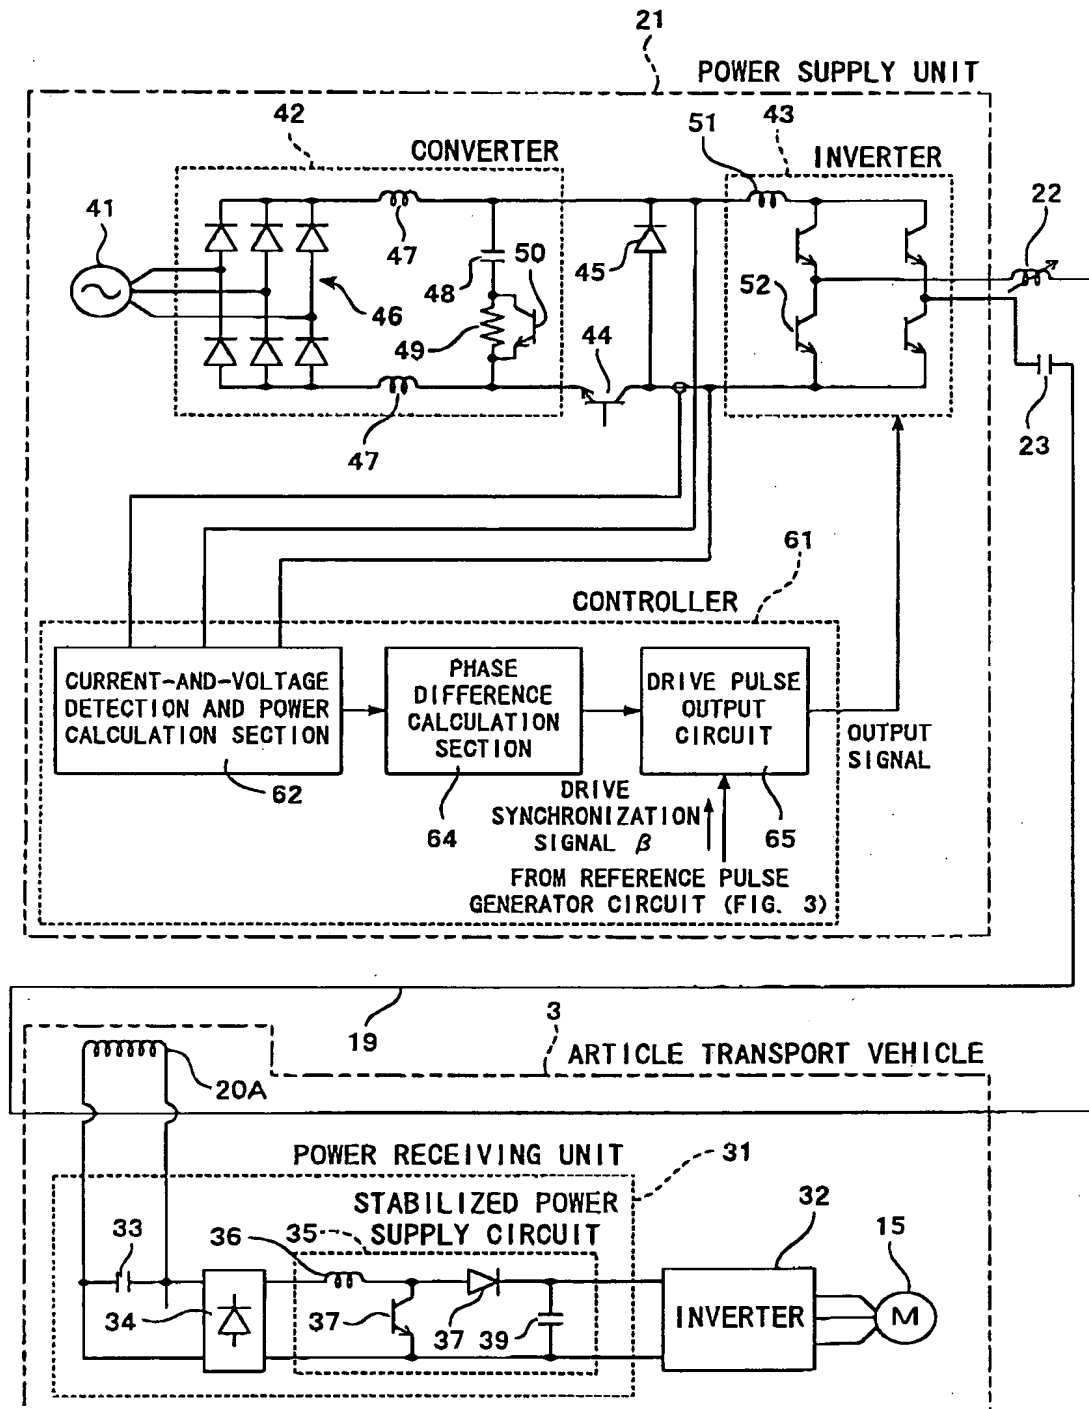 21
POWER SUPPLY UNIT
42
CONVERTER
51
43
INVERTER
41
22
47
48
50
45
46
49
44
52
47
23
61
CONTROLLER
CURRENT-AND-VOLTAGE
DETECTION AND POWER
CALCULATION SECTION
PHASE
DIFFERENCE
CALCULATION
SECTION
DRIVE PULSE
OUTPUT
CIRCUIT
OUTPUT
SIGNAL
62
64
DRIVE
SYNCHRONIZATION
SIGNAL β
65
FROM REFERENCE PULSE
GENERATOR CIRCUIT (FIG. 3)
19
3
ARTICLE TRANSPORT VEHICLE
20A
POWER RECEIVING UNIT
31
STABILIZED POWER
SUPPLY CIRCUIT
33
36
35
32
15
34
37
37
39
INVERTER
M